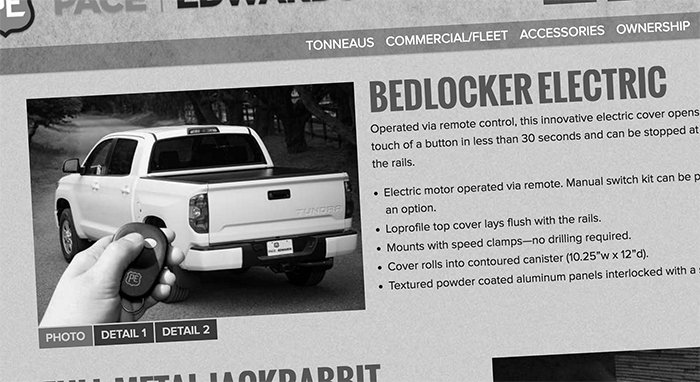 PE
PACE | EDWARDS
TONNEAUS COMMERCIAL/FLEET ACCESSORIES OWNERSHIP
BEDLOCKER ELECTRIC
Operated via remote control, this innovative electric cover opens
touch of a button in less than 30 seconds and can be stopped at
the rails.
• Electric motor operated via remote. Manual switch kit can be p
an option.
• Loprofile top cover lays flush with the rails.
• Mounts with speed clamps—no drilling required.
• Cover rolls into contoured canister (10.25"w x 12"d).
• Textured powder coated aluminum panels interlocked with a
TUNDRA
PACE EDWARDS
PE
PHOTO DETAIL 1 DETAIL 2
FULL METAL JACKRABBIT